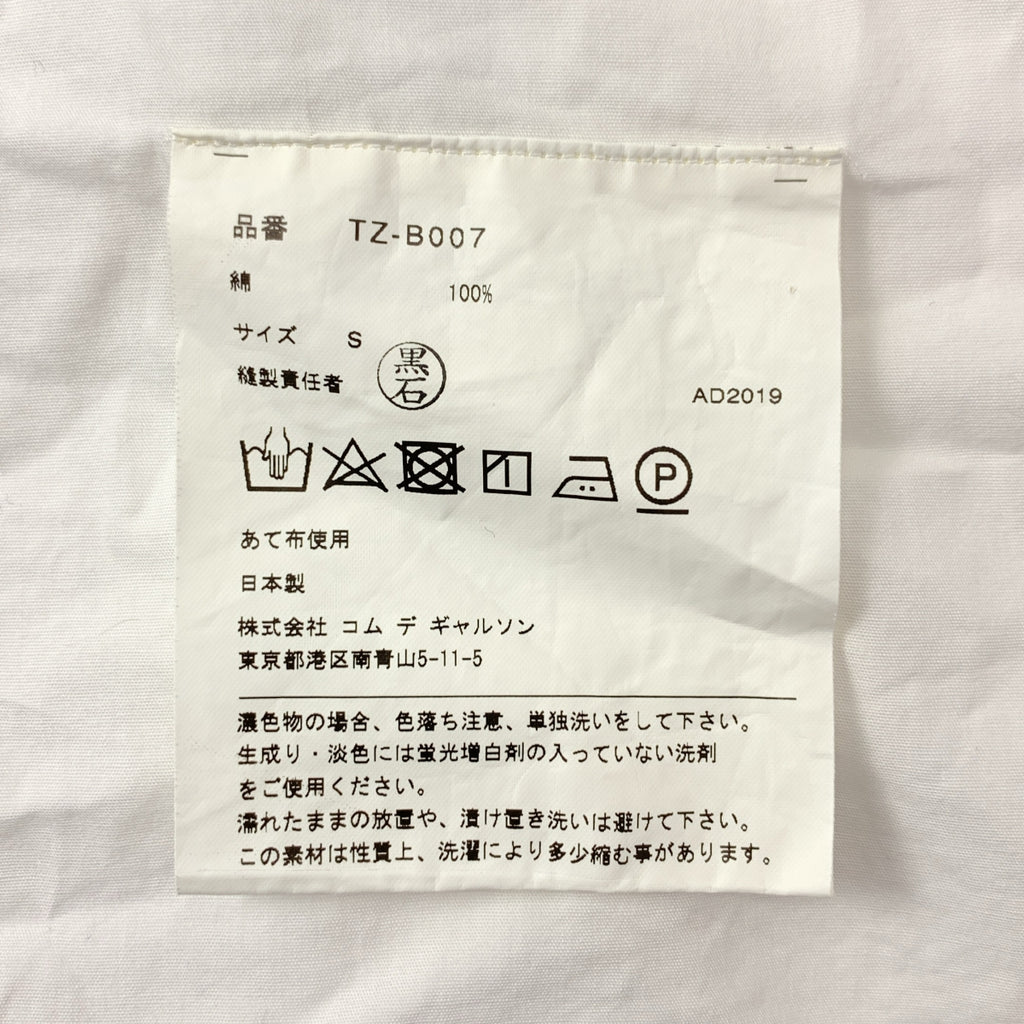 品番 TZ-B007
綿 100%
サイズ S
縫製責任者 黒石 AD2019
P
あて布使用
日本製
株式会社 コム デ ギャルソン
東京都港区南青山5-11-5
濃色物の場合、色落ち注意、単独洗いをして下さい。
生成り・淡色には蛍光増白剤の入っていない洗剤
をご使用ください。
濡れたままの放置や、漬け置き洗いは避けて下さい。
この素材は性質上、洗濯により多少縮む事があります。